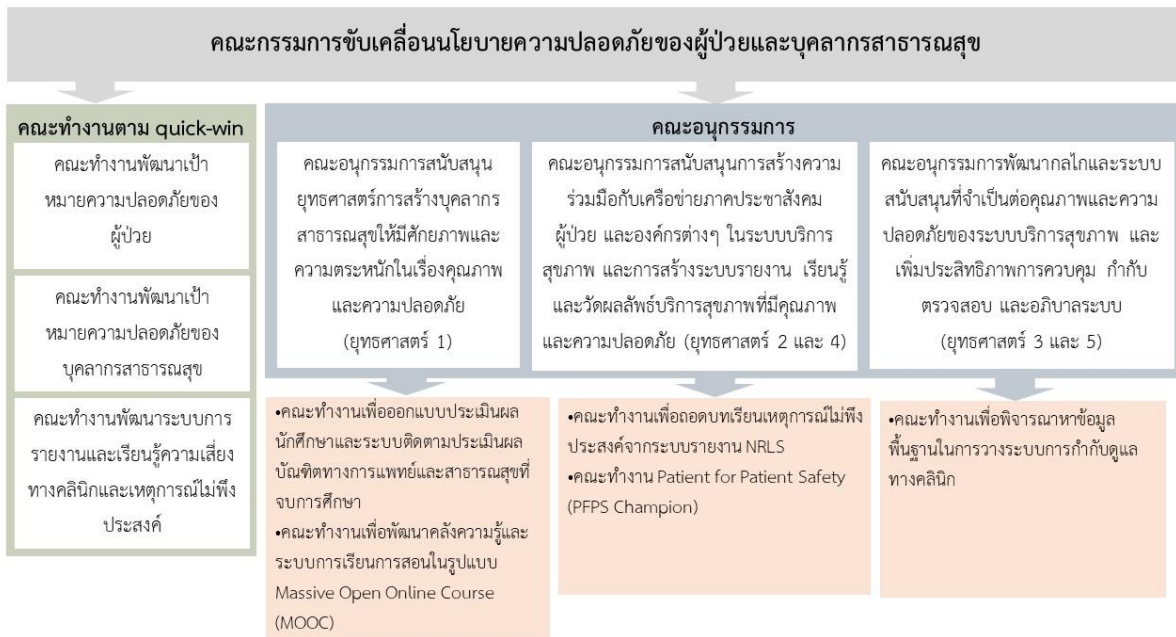 คณะกรรมการขับเคลื่อนนโยบายความปลอดภัยของผู้ป่วยและบุคลากรสาธารณสุข
คณะทำงานตาม quick-win
คณะทำงานพัฒนาเป้า
หมายความปลอดภัยของ
ผู้ป่วย
คณะทำงานพัฒนาเป้า
หมายความปลอดภัยของ
บุคลากรสาธารณสุข
คณะทำงานพัฒนาระบบการ
รายงานและเรียนรู้ความเสี่ยง
ทางคลินิกและเหตุการณ์ไม่พึง
ประสงค์
คณะอนุกรรมการ
คณะอนุกรรมการสนับสนุน
ยุทธศาสตร์การสร้างบุคลากร
สาธารณสุขให้มีศักยภาพและ
ความตระหนักในเรื่องคุณภาพ
และความปลอดภัย
(ยุทธศาสตร์ 1)
คณะอนุกรรมการสนับสนุนการสร้างความ
ร่วมมือกับเครือข่ายภาคประชาสังคม
ผู้ป่วย และองค์กรต่างๆ ในระบบบริการ
สุขภาพ และการสร้างระบบรายงาน เรียนรู้
และวัดผลลัพธ์บริการสุขภาพที่มีคุณภาพ
และความปลอดภัย (ยุทธศาสตร์ 2 และ 4)
คณะอนุกรรมการพัฒนากลไกและระบบ
สนับสนุนที่จำเป็นต่อคุณภาพและความ
ปลอดภัยของระบบบริการสุขภาพ และ
เพิ่มประสิทธิภาพการควบคุม กำกับ
ตรวจสอบ และอภิบาลระบบ
(ยุทธศาสตร์ 3 และ 5)
•คณะทำงานเพื่อออกแบบประเมินผล
นักศึกษาและระบบติดตามประเมินผล
บัณฑิตทางการแพทย์และสาธารณสุขที่
จบการศึกษา
•คณะทำงานเพื่อพัฒนาคลังความรู้และ
ระบบการเรียนการสอนในรูปแบบ
Massive Open Online Course
(MOOC)
•คณะทำงานเพื่อถอดบทเรียนเหตุการณ์ไม่พึง
ประสงค์จากระบบรายงาน NRLS
•คณะทำงาน Patient for Patient Safety
(PFPS Champion)
•คณะทำงานเพื่อพิจารณาหาข้อมูล
พื้นฐานในการวางระบบการกำกับดูแล
ทางคลินิก